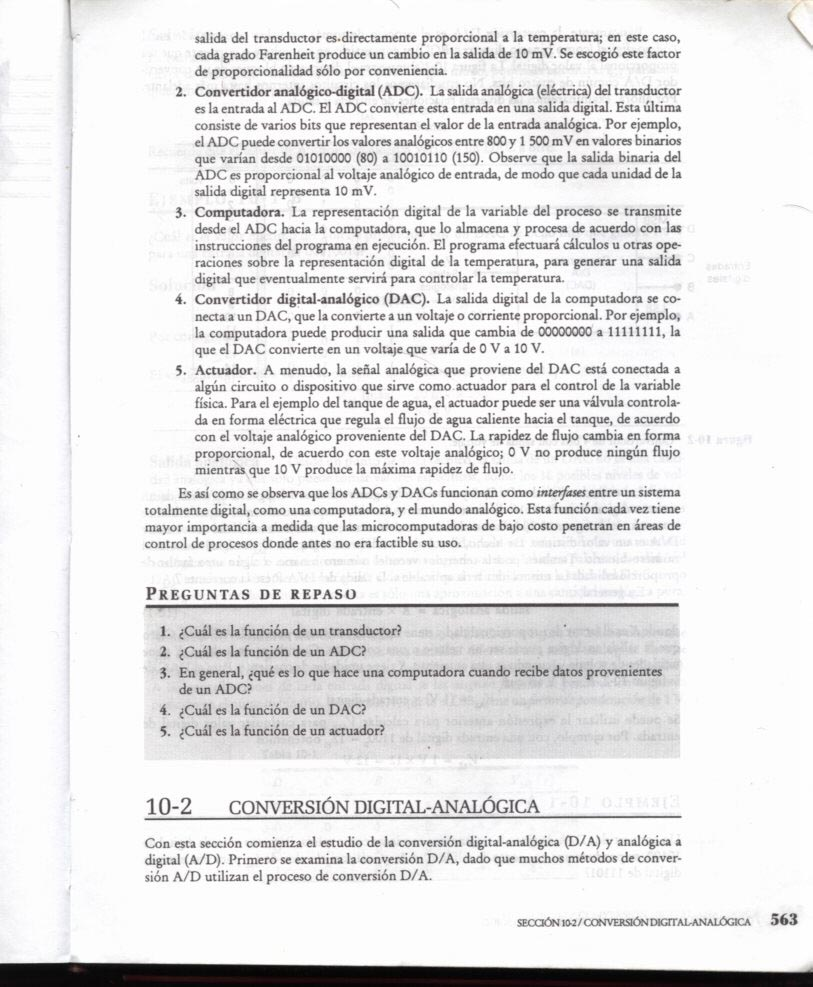 salida del transductor es directamente proporcional a la temperatura; en este caso,
cada grado Farenheit produce un cambio en la salida de 10 mV. Se escogió este factor
de proporcionalidad sólo por conveniencia.
2. Convertidor analógico-digital (ADC). La salida analógica (eléctrica) del transductor
es la entrada al ADC. El ADC convierte esta entrada en una salida digital. Esta última
consiste de varios bits que representan el valor de la entrada analógica. Por ejemplo,
el ADC puede convertir los valores analógicos entre 800 y 1 500 mV en valores binarios
que varían desde 01010000 (80) a 10010110 (150). Observe que la salida binaria del
ADC es proporcional al voltaje analógico de entrada, de modo que cada unidad de la
salida digital representa 10 mV.
3. Computadora. La representación digital de la variable del proceso se transmite
desde el ADC hacia la computadora, que lo almacena y procesa de acuerdo con las
instrucciones del programa en ejecución. El programa efectuará cálculos u otras ope-
raciones sobre la representación digital de la temperatura, para generar una salida
digital que eventualmente servirá para controlar la temperatura.
4. Convertidor digital-analógico (DAC). La salida digital de la computadora se co-
necta a un DAC, que la convierte a un voltaje o corriente proporcional. Por ejemplo,
la computadora puede producir una salida que cambia de 00000000 a 11111111, la
que el DAC convierte en un voltaje que varía de 0 V a 10 V.
5. Actuador. A menudo, la señal analógica que proviene del DAC está conectada a
algún circuito o dispositivo que sirve como actuador para el control de la variable
física. Para el ejemplo del tanque de agua, el actuador puede ser una válvula controla-
da en forma eléctrica que regula el flujo de agua caliente hacia el tanque, de acuerdo
con el voltaje analógico proveniente del DAC. La rapidez de flujo cambia en forma
proporcional, de acuerdo con este voltaje analógico; 0 V no produce ningún flujo
mientras que 10 V produce la máxima rapidez de flujo.
Es así como se observa que los ADCs y DACs funcionan como interfases entre un sistema
totalmente digital, como una computadora, y el mundo analógico. Esta función cada vez tiene
mayor importancia a medida que las microcomputadoras de bajo costo penetran en áreas de
control de procesos donde antes no era factible su uso.
PREGUNTAS DE REPASO
1. ¿Cuál es la función de un transductor?
2. ¿Cuál es la función de un ADC?
3. En general, ¿qué es lo que hace una computadora cuando recibe datos provenientes
de un ADC?
4. ¿Cuál es la función de un DAC?
5. ¿Cuál es la función de un actuador?
10-2 CONVERSIÓN DIGITAL-ANALÓGICA
Con esta sección comienza el estudio de la conversión digital-analógica (D/A) y analógica a
digital (A/D). Primero se examina la conversión D/A, dado que muchos métodos de conver-
sión A/D utilizan el proceso de conversión D/A.
SECCIÓN 10-2 / CONVERSIÓN DIGITAL-ANALÓGICA 563